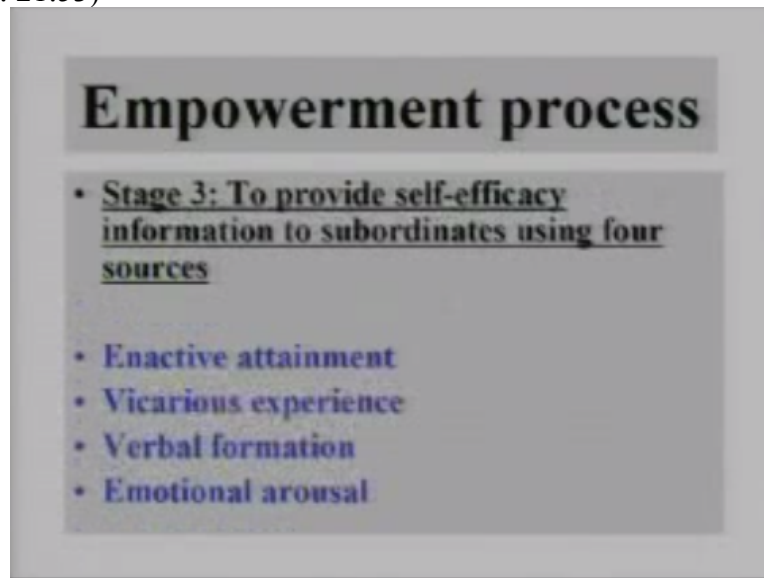 Empowerment process
• Stage 3: To provide self-efficacy
information to subordinates using four
sources
• Enactive attainment
• Vicarious experience
• Verbal formation
• Emotional arousal